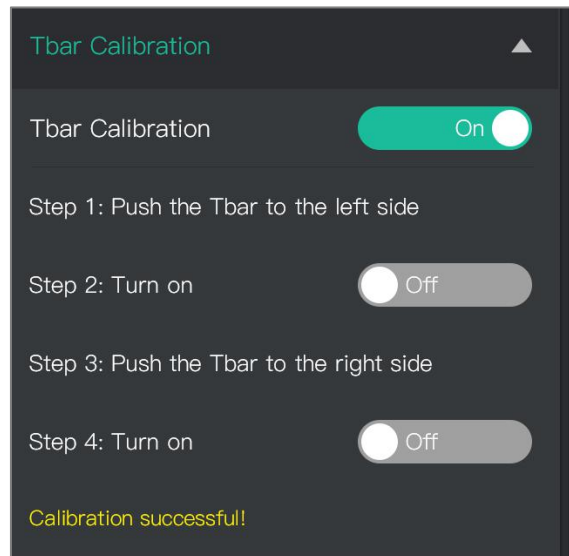 Tbar Calibration
Tbar Calibration On
Step 1: Push the Tbar to the left side
Step 2: Turn on Off
Step 3: Push the Tbar to the right side
Step 4: Turn on Off
Calibration successful!